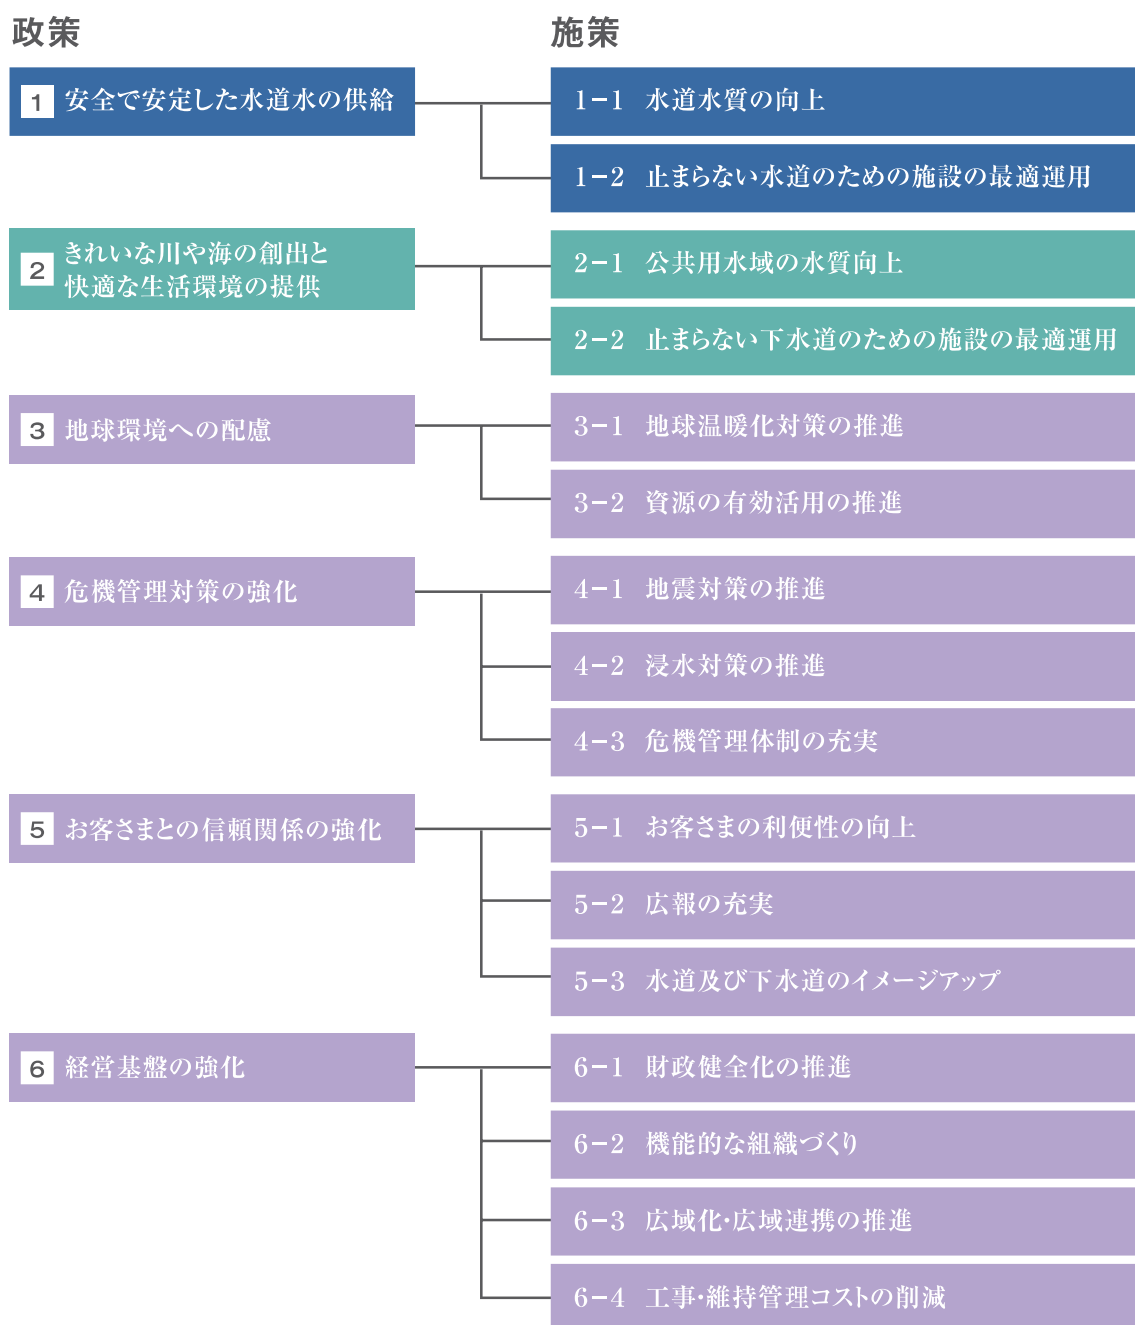 政策
施策
1 安全で安定した水道水の供給
1-1 水道水質の向上
1-2 止まらない水道のための施設の最適運用
2 きれいな川や海の創出と
快適な生活環境の提供
2-1 公共用水域の水質向上
2-2 止まらない下水道のための施設の最適運用
3 地球環境への配慮
3-1 地球温暖化対策の推進
3-2 資源の有効活用の推進
4 危機管理対策の強化
4-1 地震対策の推進
4-2 浸水対策の推進
4-3 危機管理体制の充実
5 お客さまとの信頼関係の強化
5-1 お客さまの利便性の向上
5-2 広報の充実
5-3 水道及び下水道のイメージアップ
6 経営基盤の強化
6-1 財政健全化の推進
6-2 機能的な組織づくり
6-3 広域化・広域連携の推進
6-4 工事・維持管理コストの削減